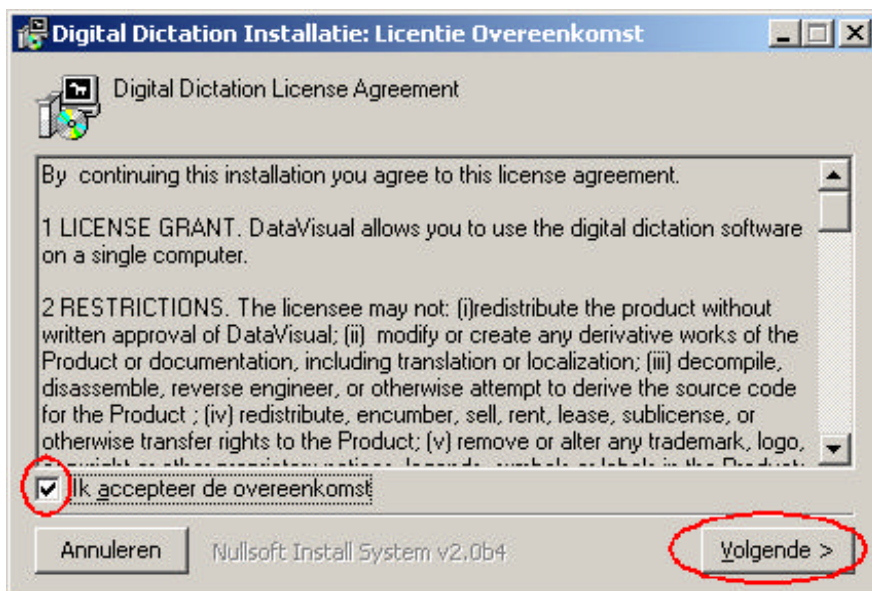 Digital Dictation Installatie: Licentie Overeenkomst
Digital Dictation License Agreement
By continuing this installation you agree to this license agreement.
1 LICENSE GRANT. DataVisual allows you to use the digital dictation software
on a single computer.
2 RESTRICTIONS. The licensee may not: (i)redistribute the product without
written approval of DataVisual; (ii) modify or create any derivative works of the
Product or documentation, including translation or localization; (iii) decompile,
disassemble, reverse engineer, or otherwise attempt to derive the source code
for the Product ; (iv) redistribute, encumber, sell, rent, lease, sublicense, or
otherwise transfer rights to the Product; (v) remove or alter any trademark, logo,
Ik accepteer de overeenkomst
Annuleren
Nullsoft Install System v2.0b4
Volgende >